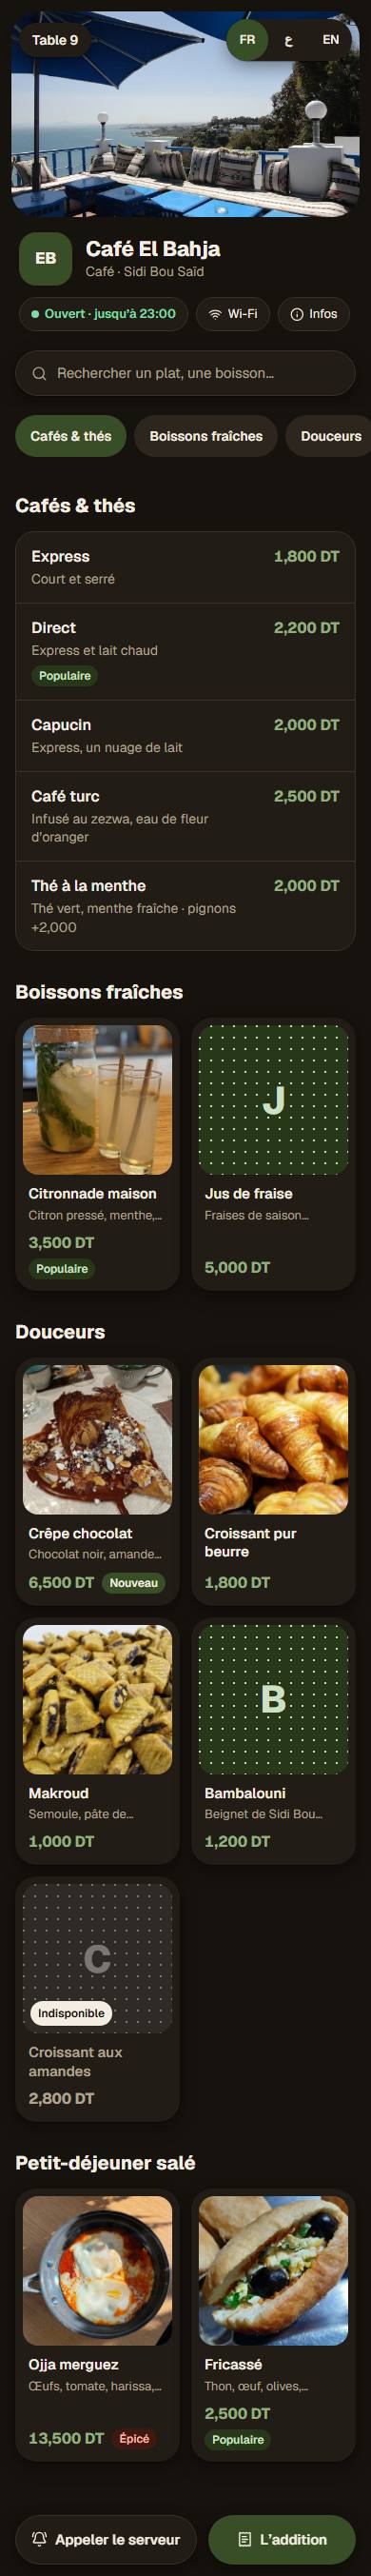 Table 9
FR
ع
EN
EB
Café El Bahja
Café · Sidi Bou Saïd
Ouvert · jusqu'à 23:00
Wi-Fi
Infos
Rechercher un plat, une boisson...
Cafés & thés
Boissons fraîches
Douceurs
Cafés & thés
Express 1,800 DT
Court et serré
Direct 2,200 DT
Express et lait chaud
Populaire
Capucin 2,000 DT
Express, un nuage de lait
Café turc 2,500 DT
Infusé au zezwa, eau de fleur
d'oranger
Thé à la menthe 2,000 DT
Thé vert, menthe fraîche · pignons
+2,000
Boissons fraîches
Citronnade maison
Citron pressé, menthe,...
3,500 DT
Populaire
J
Jus de fraise
Fraises de saison...
5,000 DT
Douceurs
Crêpe chocolat
Chocolat noir, amande...
6,500 DT Nouveau
Croissant pur
beurre
1,800 DT
Makroud
Semoule, pâte de...
1,000 DT
B
Bambalouni
Beignet de Sidi Bou...
1,200 DT
C
Indisponible
Croissant aux
amandes
2,800 DT
Petit-déjeuner salé
Ojja merguez
Œufs, tomate, harissa,...
13,500 DT Épicé
Fricassé
Thon, œuf, olives,...
2,500 DT
Populaire
Appeler le serveur
L'addition